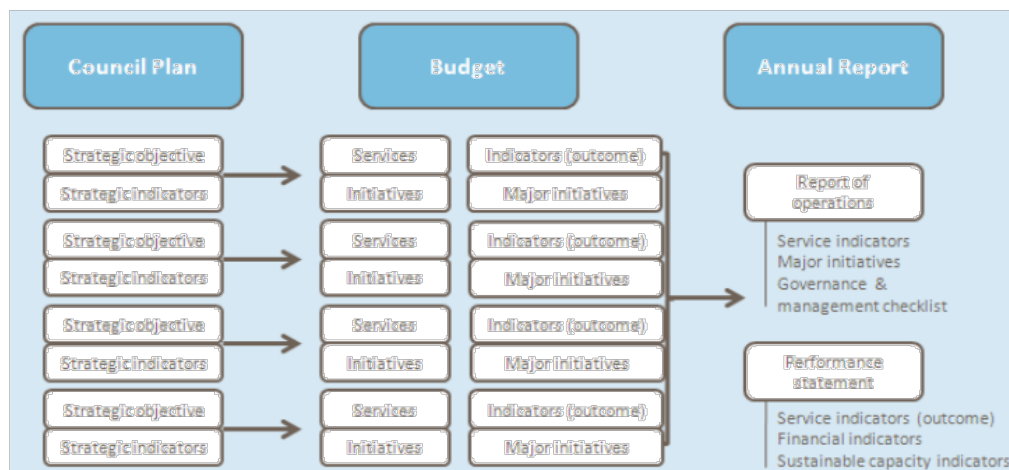 Council Plan
Budget
Annual Report
Strategic objective
Strategic indicators
Services
Initiatives
Indicators (outcome)
Major initiatives
Strategic objective
Strategic indicators
Services
Initiatives
Indicators (outcome)
Major initiatives
Strategic objective
Strategic indicators
Services
Initiatives
Indicators (outcome)
Major initiatives
Strategic objective
Strategic indicators
Services
Initiatives
Indicators (outcome)
Major initiatives
Report of
operations
Service indicators
Major initiatives
Governance &
management checklist
Performance
statement
Service indicators (outcome)
Financial indicators
Sustainable capacity indicators